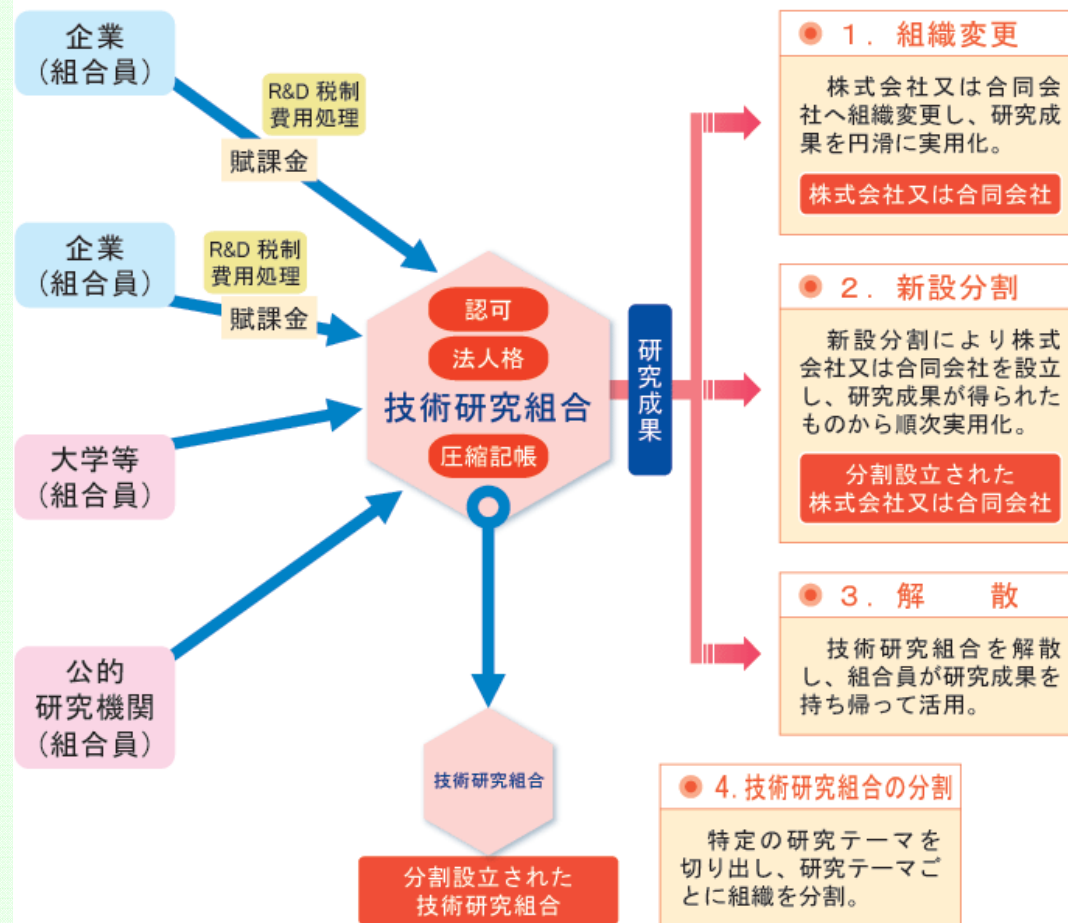 企業
（組合員）
R&D 税制
費用処理
賦課金
企業
（組合員）
R&D 税制
費用処理
賦課金
大学等
（組合員）
公的
研究機関
（組合員）
認可
法人格
技術研究組合
圧縮記帳
研究成果
技術研究組合
分割設立された
技術研究組合
１．組織変更
株式会社又は合同会
社へ組織変更し、研究成
果を円滑に実用化。
株式会社又は合同会社
２．新設分割
新設分割により株式
会社又は合同会社を設立
し、研究成果が得られた
ものから順次実用化。
分割設立された
株式会社又は合同会社
３．解　　散
技術研究組合を解散
し、組合員が研究成果を
持ち帰って活用。
4.技術研究組合の分割
特定の研究テーマを
切り出し、研究テーマご
とに組織を分割。